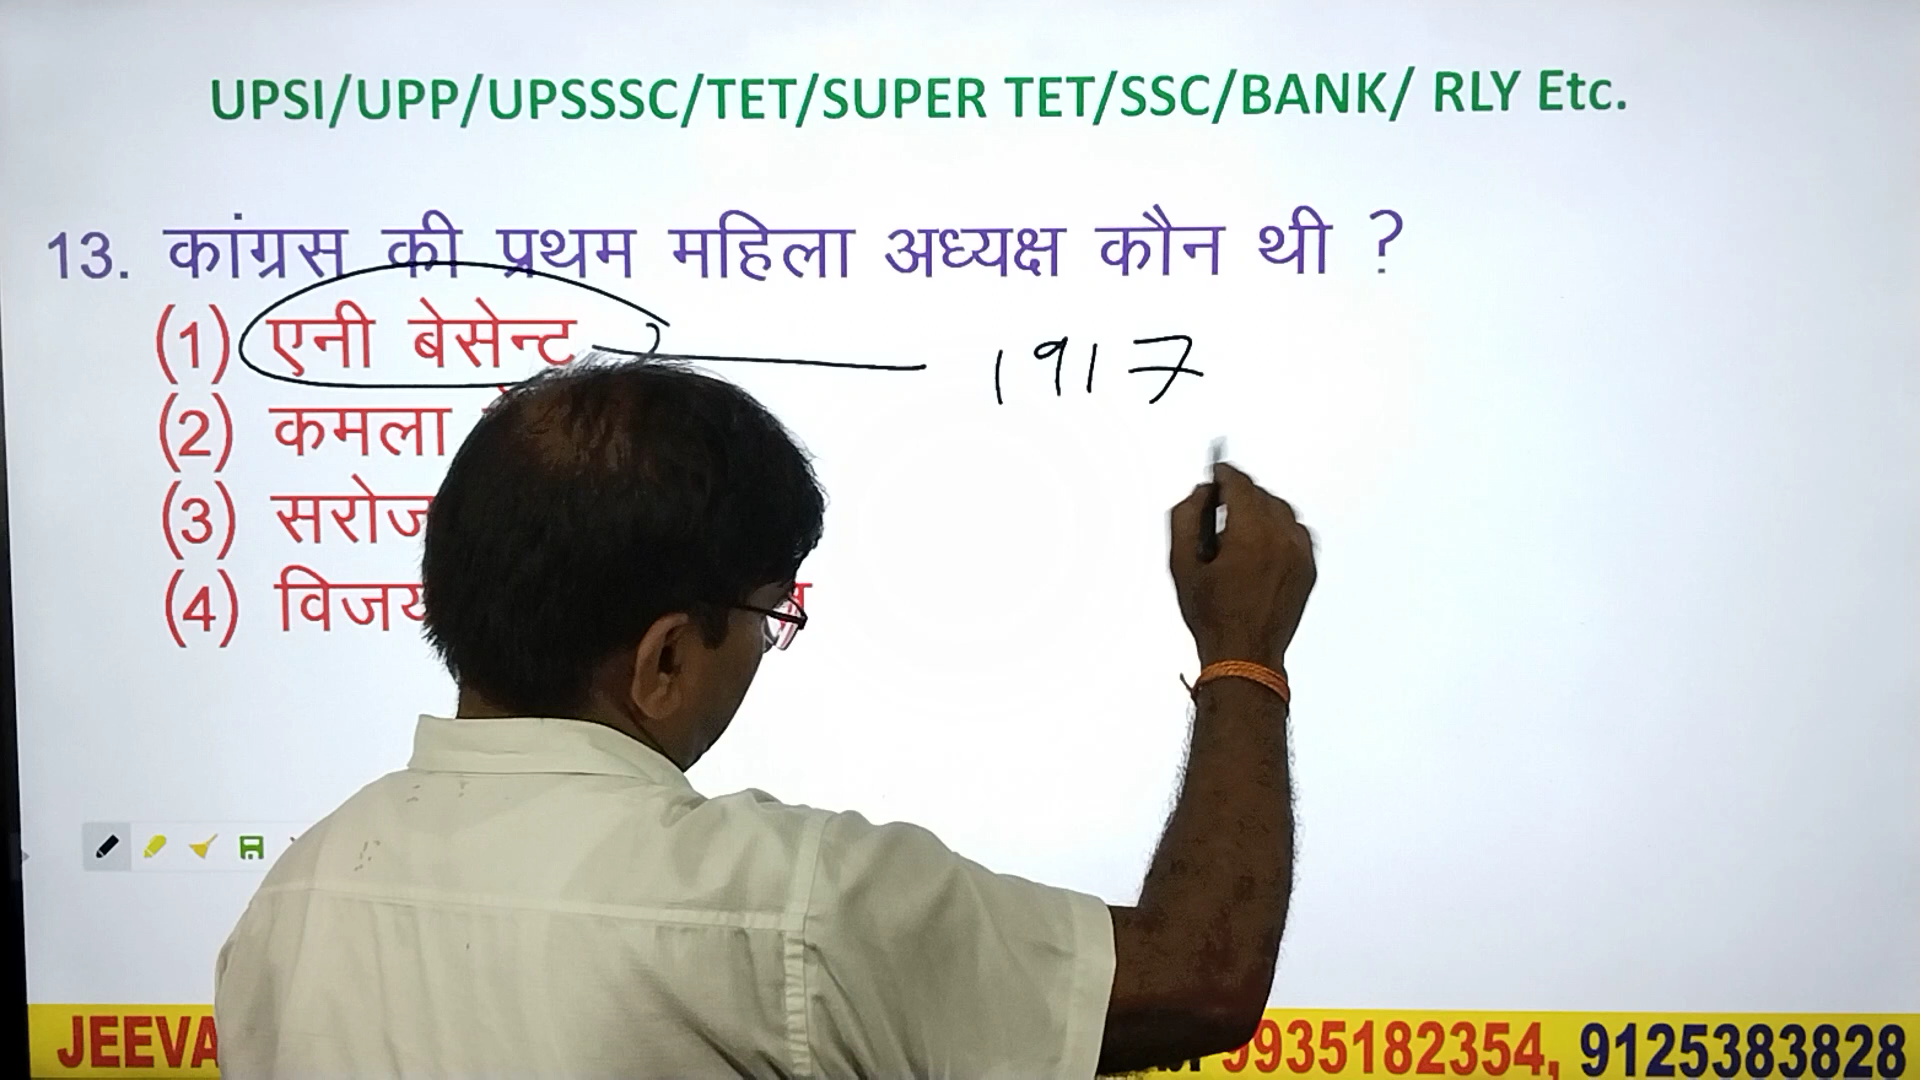 UPSI/UPP/UPSSSC/TET/SUPER TET/SSC/BANK/ RLY Etc.
13. कांग्रस की प्रथम महिला अध्यक्ष कौन थी ?
(1) एनी बेसेन्ट 1917
(2) कमला
(3) सरोज
(4) विजय
JEEVA 9935182354, 9125383828